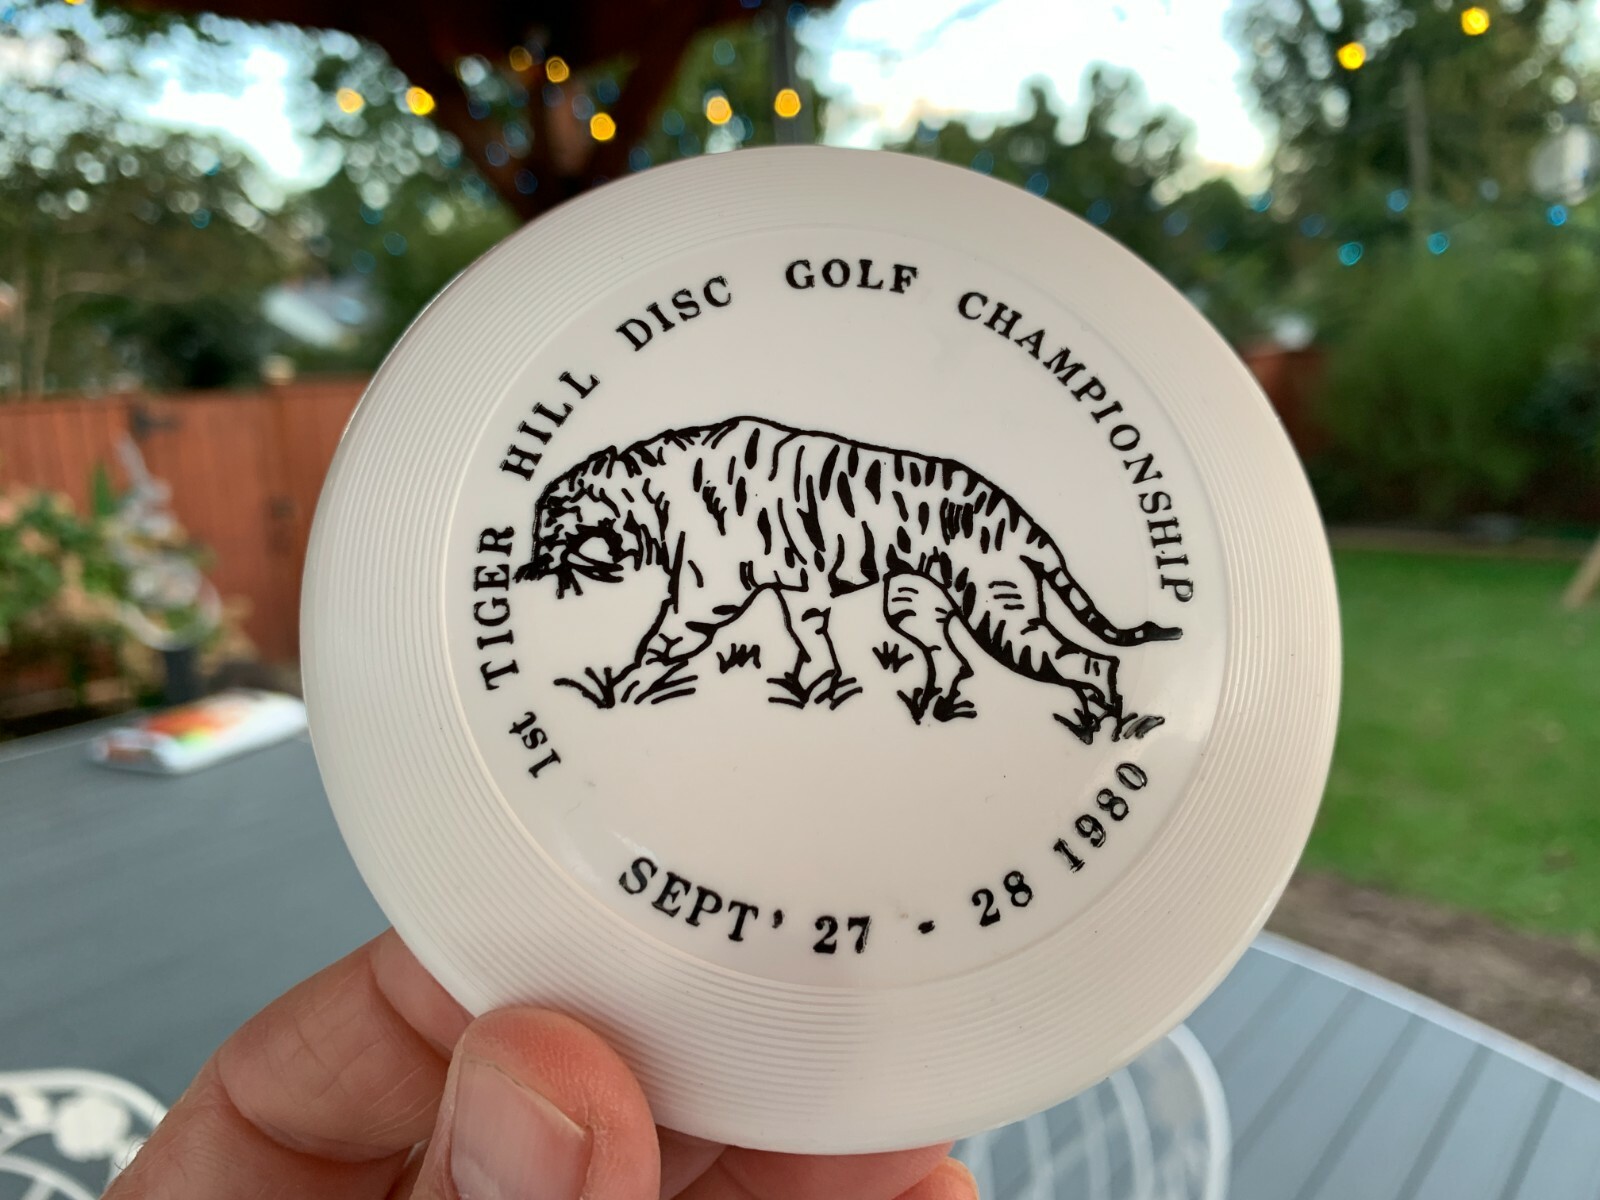 1st TIGER HILL DISC GOLF CHAMPIONSHIP
SEPT' 27 - 28 1980